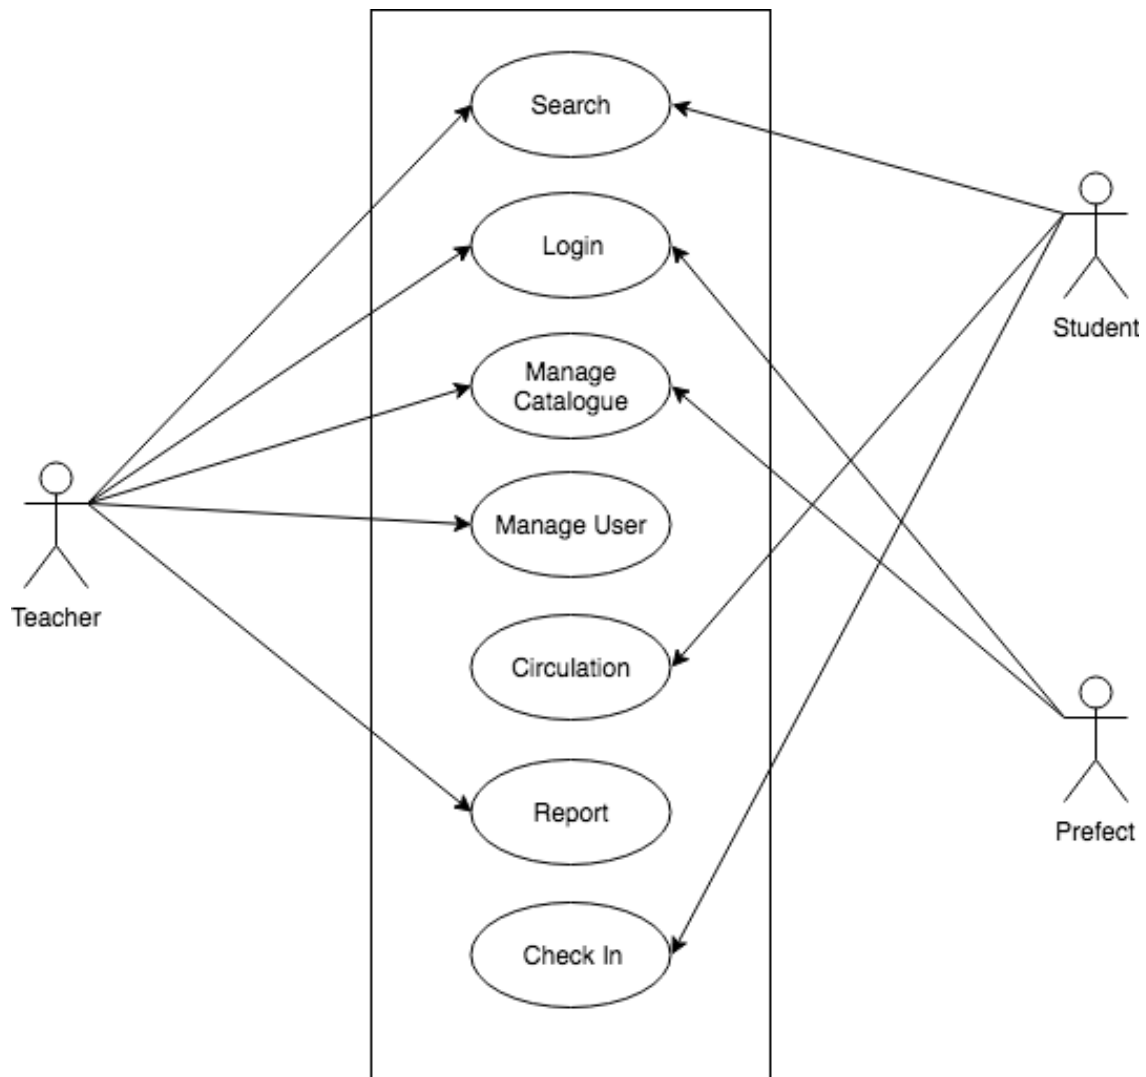 Search
Login
Student
Manage
Catalogue
Manage User
Teacher
Circulation
Report
Prefect
Check In